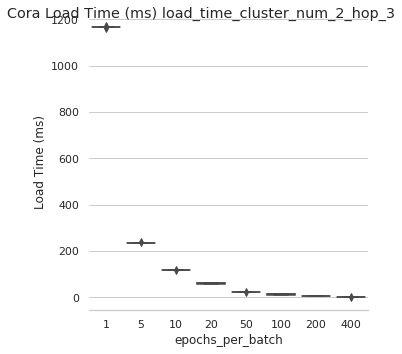 Cora Load Time (ms) load_time_cluster_num_2_hop_3
1200
1000
800
600
400
200
0
Load Time (ms)
1 5 10 20 50 100 200 400
epochs_per_batch